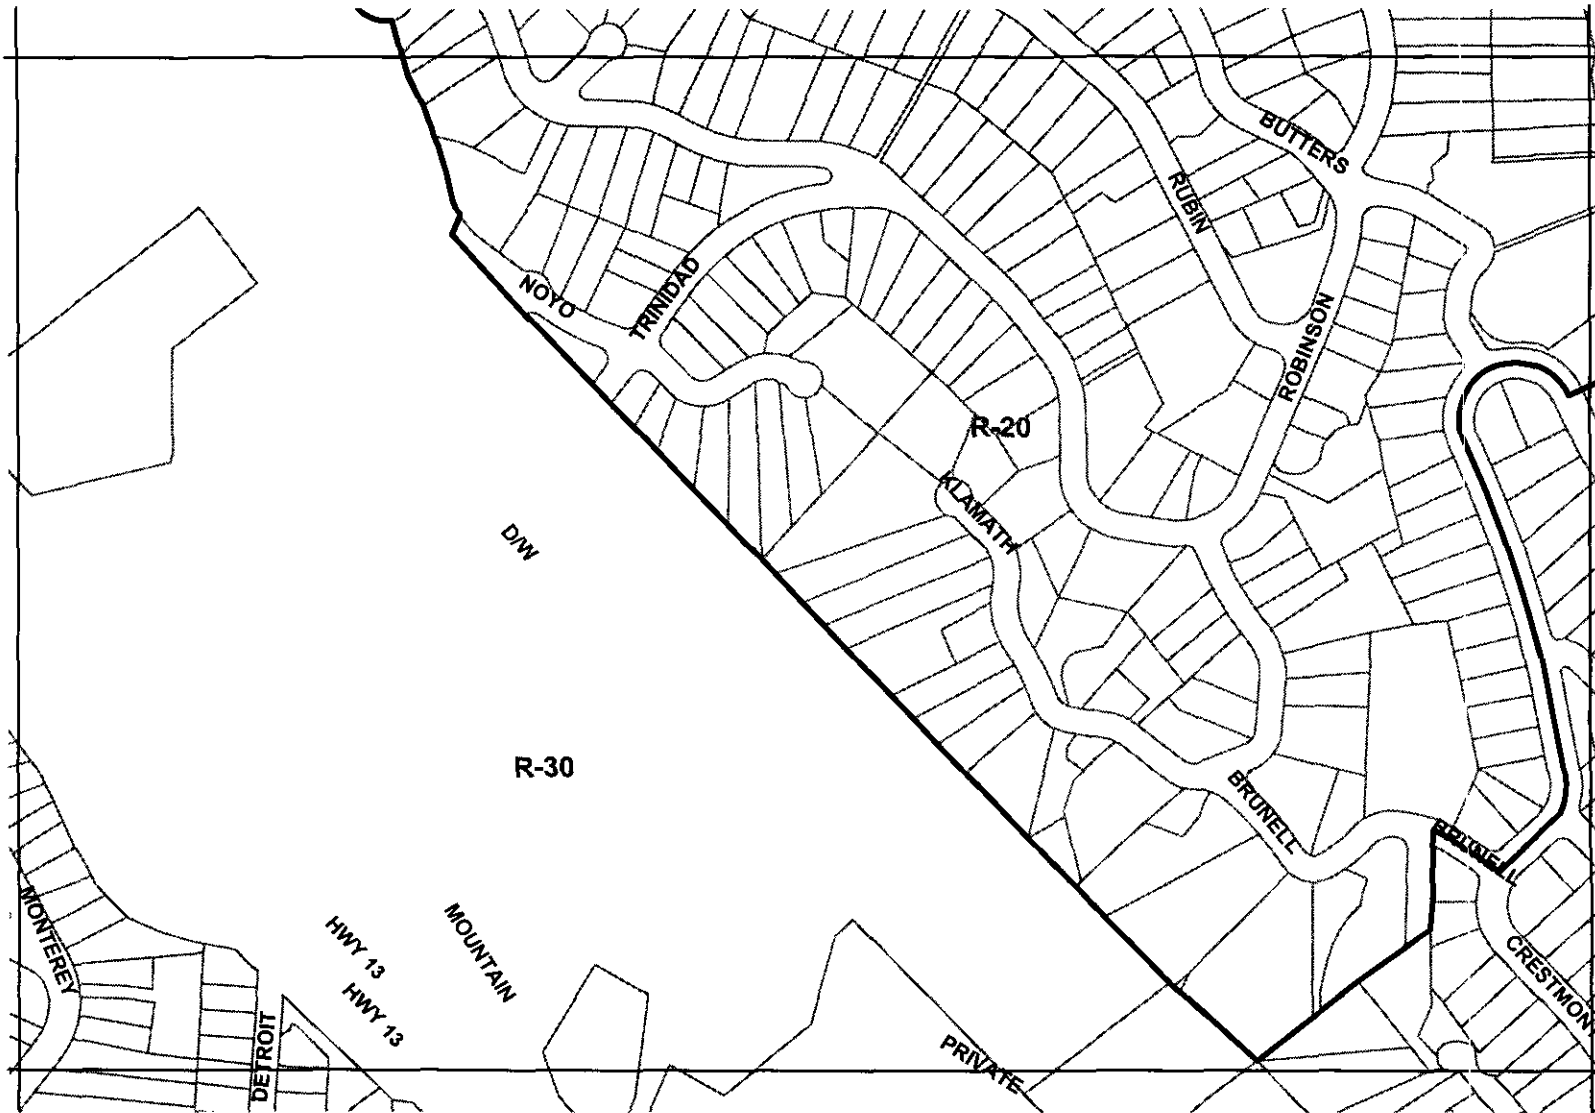 BUTTERS
RUBIN
NOYO
TRINIDAD
ROBINSON
R-20
KLAMATH
D/W
R-30
BRUNELL
BRUNELL
MONTEREY
HWY 13
MOUNTAIN
HWY 13
CRESTMON
DETROIT
PRIVATE